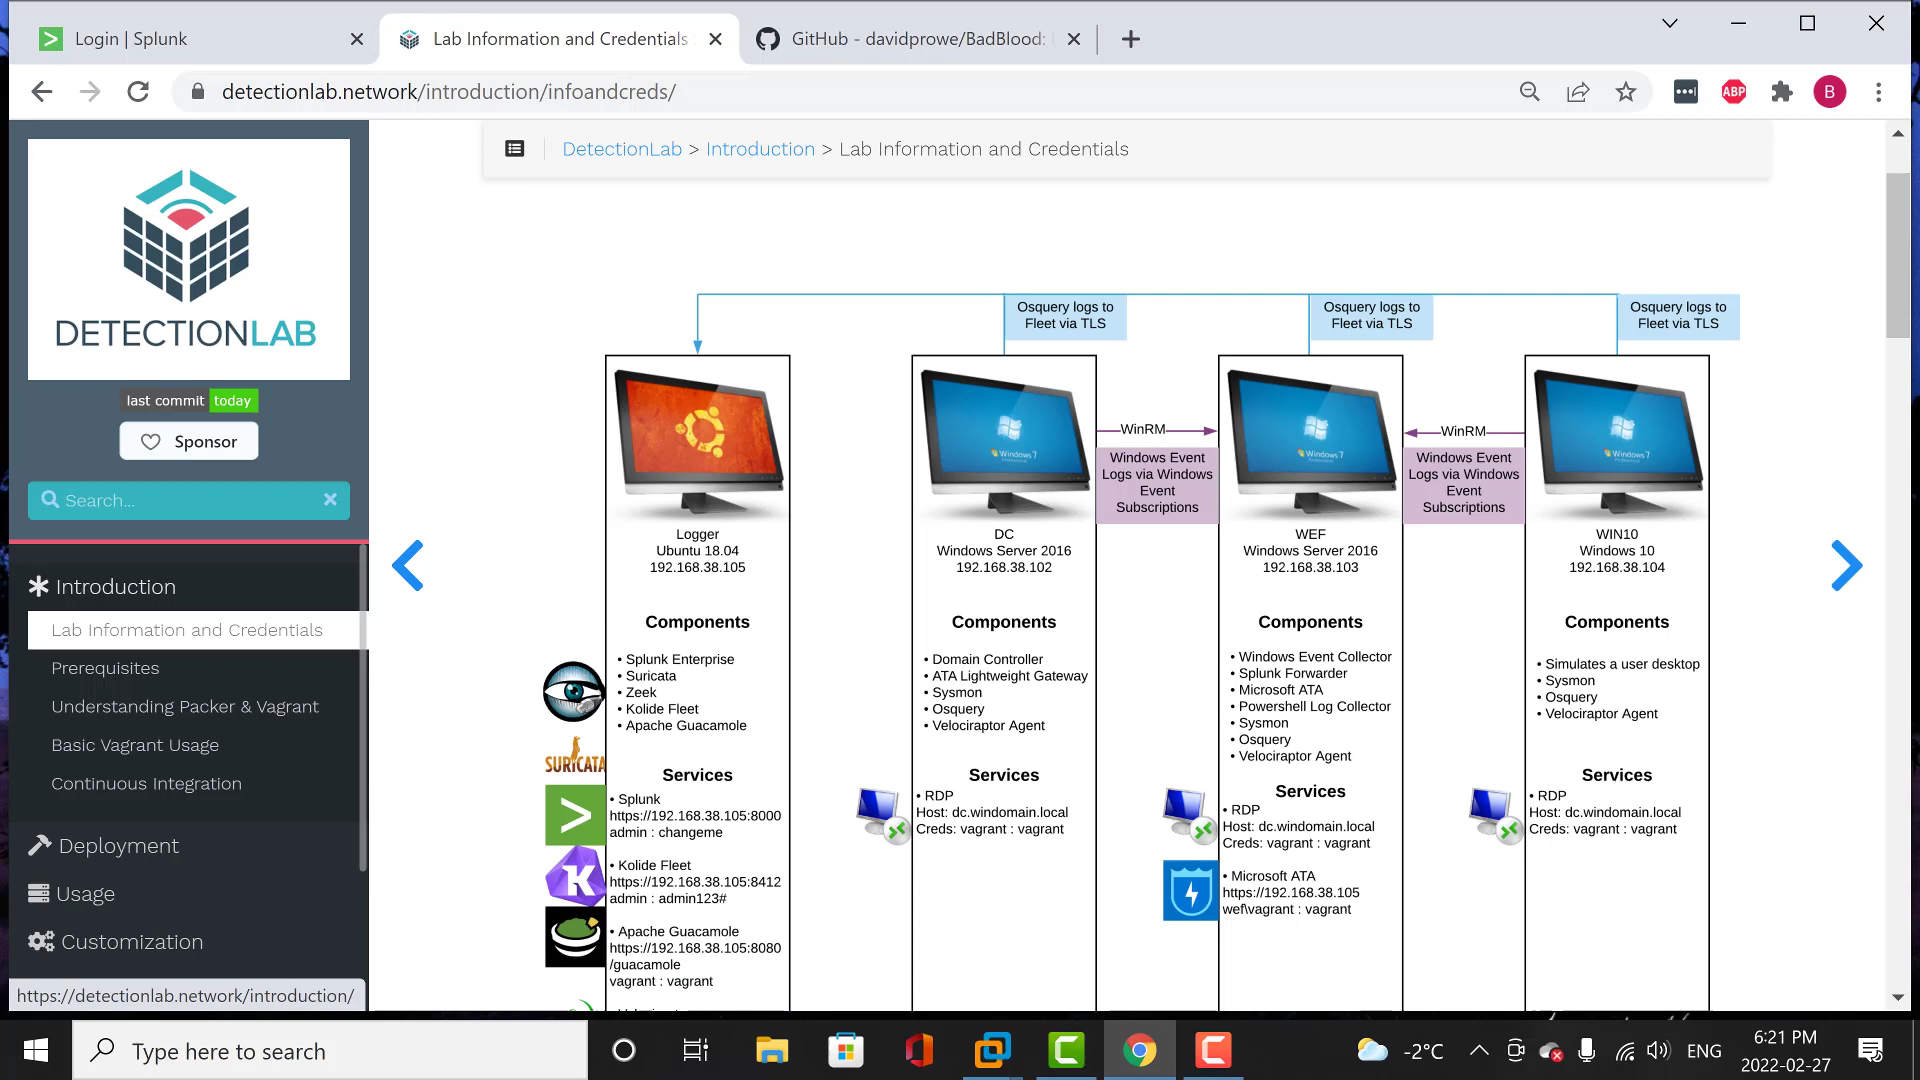 Login | Splunk
Lab Information and Credentials
GitHub - davidprowe/BadBlood:
detectionlab.network/introduction/infoandcreds/
ABP
B
DETECTIONLAB
last commit today
Sponsor
Search...
Introduction
Lab Information and Credentials
Prerequisites
Understanding Packer & Vagrant
Basic Vagrant Usage
Continuous Integration
Deployment
Usage
Customization
https://detectionlab.network/introduction/
DetectionLab > Introduction > Lab Information and Credentials
Osquery logs to
Fleet via TLS
Osquery logs to
Fleet via TLS
Osquery logs to
Fleet via TLS
WinRM
Windows Event
Logs via Windows
Event
Subscriptions
WinRM
Windows Event
Logs via Windows
Event
Subscriptions
Windows 7
Windows 7
Windows 7
Logger
Ubuntu 18.04
192.168.38.105
Components
• Splunk Enterprise
• Suricata
• Zeek
• Kolide Fleet
• Apache Guacamole
SURICATA
Services
• Splunk
https://192.168.38.105:8000
admin : changeme
• Kolide Fleet
https://192.168.38.105:8412
admin : admin123#
• Apache Guacamole
https://192.168.38.105:8080
/guacamole
vagrant : vagrant
DC
Windows Server 2016
192.168.38.102
Components
• Domain Controller
• ATA Lightweight Gateway
• Sysmon
• Osquery
• Velociraptor Agent
Services
• RDP
Host: dc.windomain.local
Creds: vagrant : vagrant
WEF
Windows Server 2016
192.168.38.103
Components
• Windows Event Collector
• Splunk Forwarder
• Microsoft ATA
• Powershell Log Collector
• Sysmon
• Osquery
• Velociraptor Agent
Services
• RDP
Host: dc.windomain.local
Creds: vagrant : vagrant
• Microsoft ATA
https://192.168.38.105
wef\vagrant : vagrant
WIN10
Windows 10
192.168.38.104
Components
• Simulates a user desktop
• Sysmon
• Osquery
• Velociraptor Agent
Services
• RDP
Host: dc.windomain.local
Creds: vagrant : vagrant
Type here to search
-2°C
ENG
6:21 PM
2022-02-27